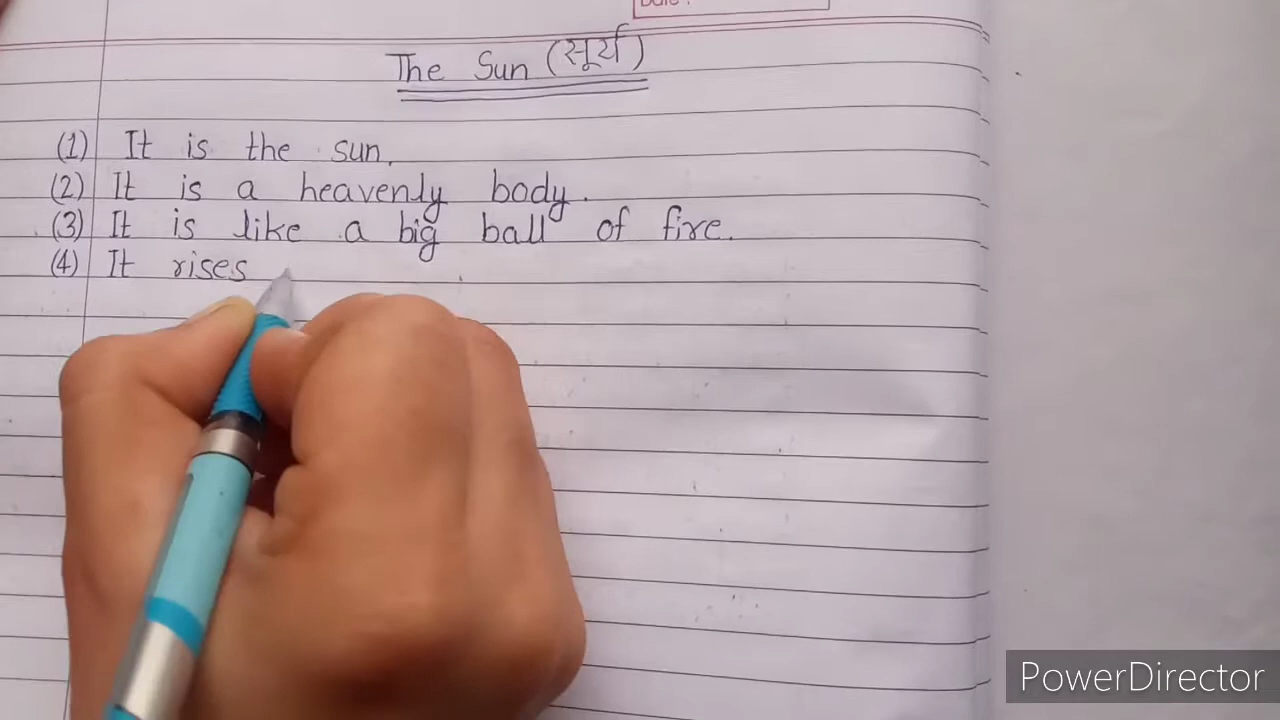 The Sun (सूर्य)
(1) It is the sun.
(2) It is a heavenly body.
(3) It is like a big ball of fire.
(4) It rises
PowerDirector